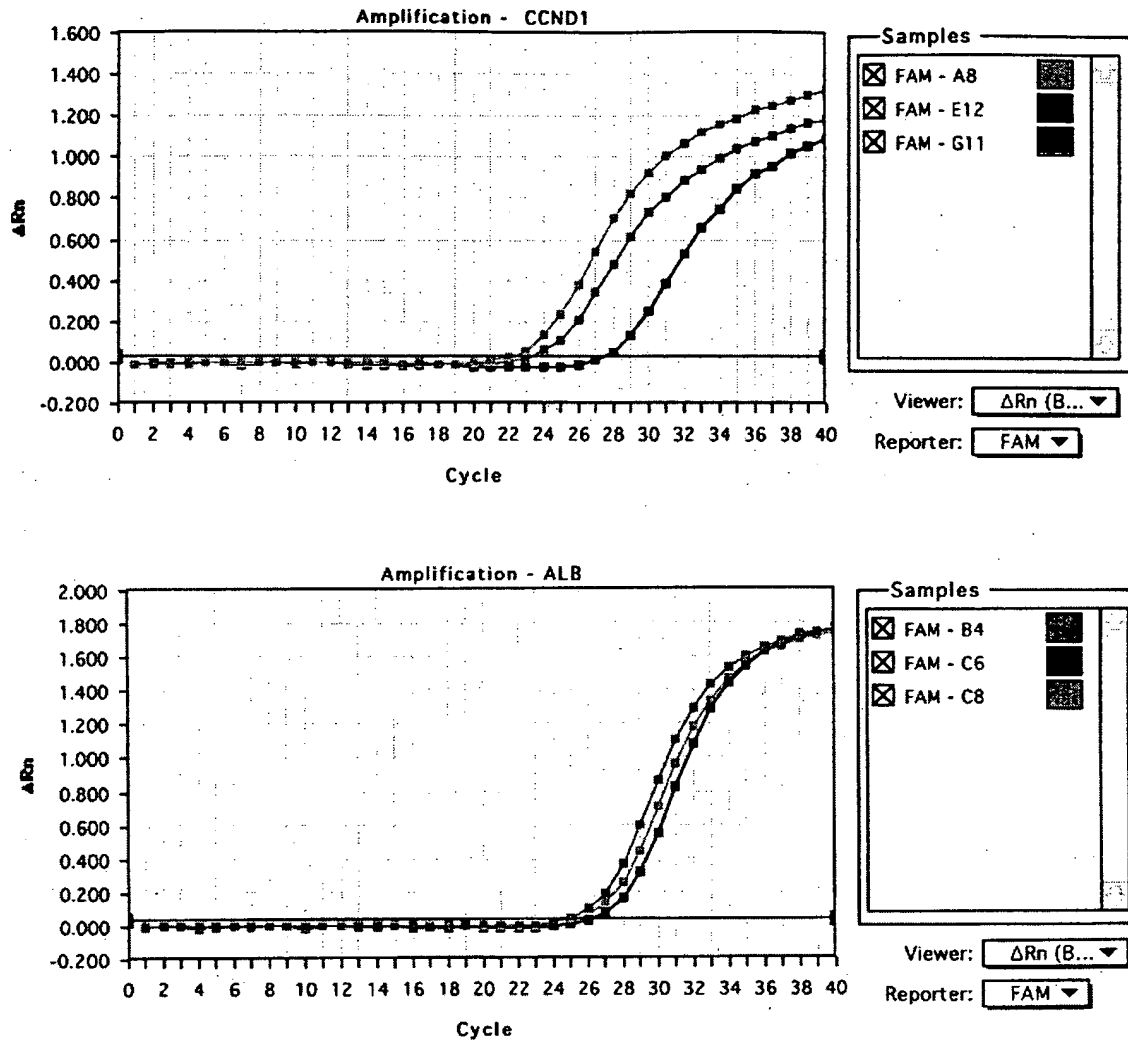 Amplification - CCND1
1.600
1.400
1.200
1.000
0.800
0.600
0.400
0.200
0.000
-0.200
ΔRn
0 2 4 6 8 10 12 14 16 18 20 22 24 26 28 30 32 34 36 38 40
Cycle
Samples
FAM - A8
FAM - E12
FAM - G11
Viewer: ΔRn (B... ▼
Reporter: FAM ▼
Amplification - ALB
2.000
1.800
1.600
1.400
1.200
1.000
0.800
0.600
0.400
0.200
0.000
-0.200
ΔRn
0 2 4 6 8 10 12 14 16 18 20 22 24 26 28 30 32 34 36 38 40
Cycle
Samples
FAM - B4
FAM - C6
FAM - C8
Viewer: ΔRn (B... ▼
Reporter: FAM ▼